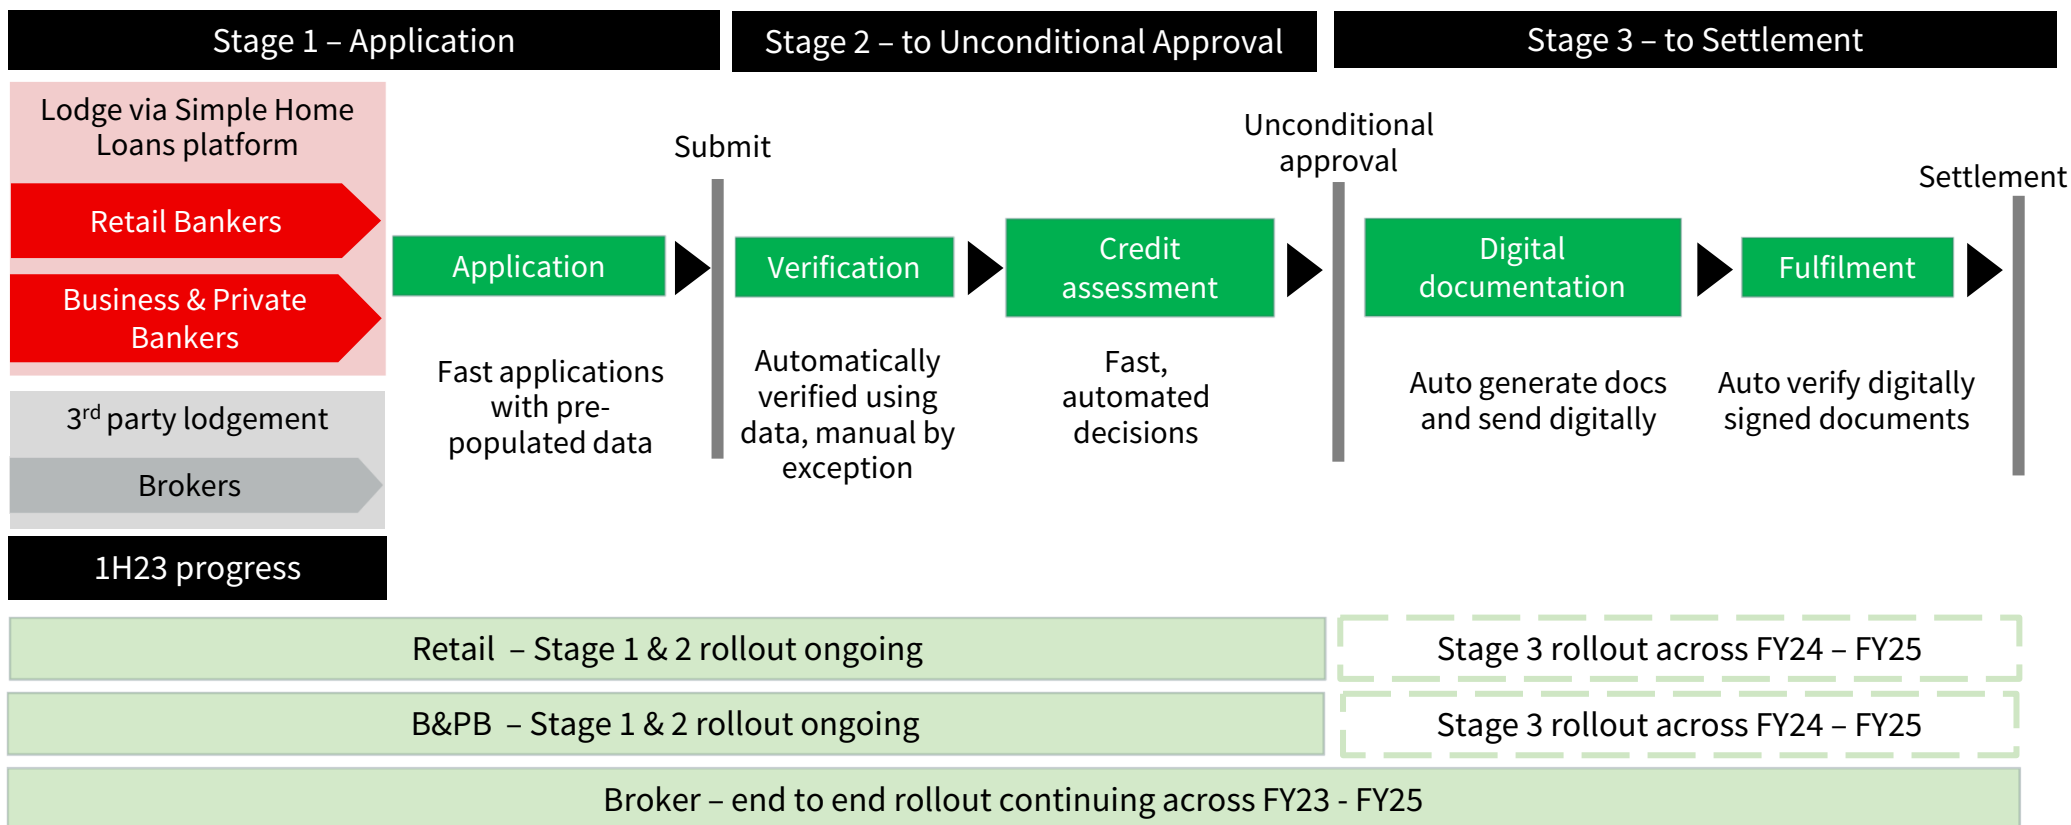 Stage 1 – Application
Stage 2 – to Unconditional Approval
Stage 3 – to Settlement
Lodge via Simple Home
Loans platform
Retail Bankers
Business & Private
Bankers
3rd party lodgement
Brokers
Application
Fast applications
with pre-
populated data
Submit
Verification
Automatically
verified using
data, manual by
exception
Credit
assessment
Fast,
automated
decisions
Unconditional
approval
Digital
documentation
Auto generate docs
and send digitally
Fulfilment
Auto verify digitally
signed documents
Settlement
1H23 progress
Retail – Stage 1 & 2 rollout ongoing
Stage 3 rollout across FY24 – FY25
B&PB – Stage 1 & 2 rollout ongoing
Stage 3 rollout across FY24 – FY25
Broker – end to end rollout continuing across FY23 - FY25